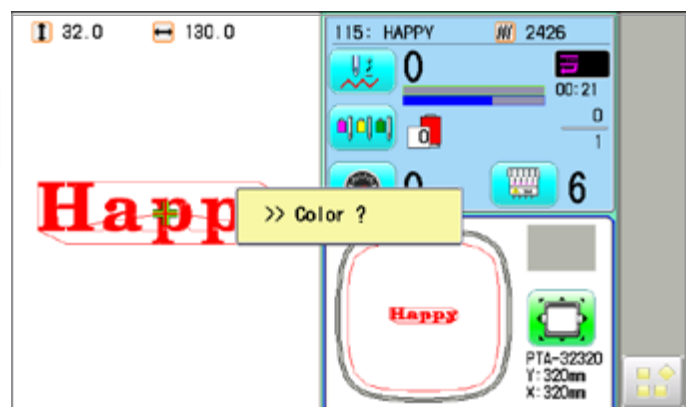 32.0 130.0
115: HAPPY 2426
0
00:21
0
0
1
0 6
Happ
>> Color ?
Happy
PTA-32320
Y:320mm
X:320mm